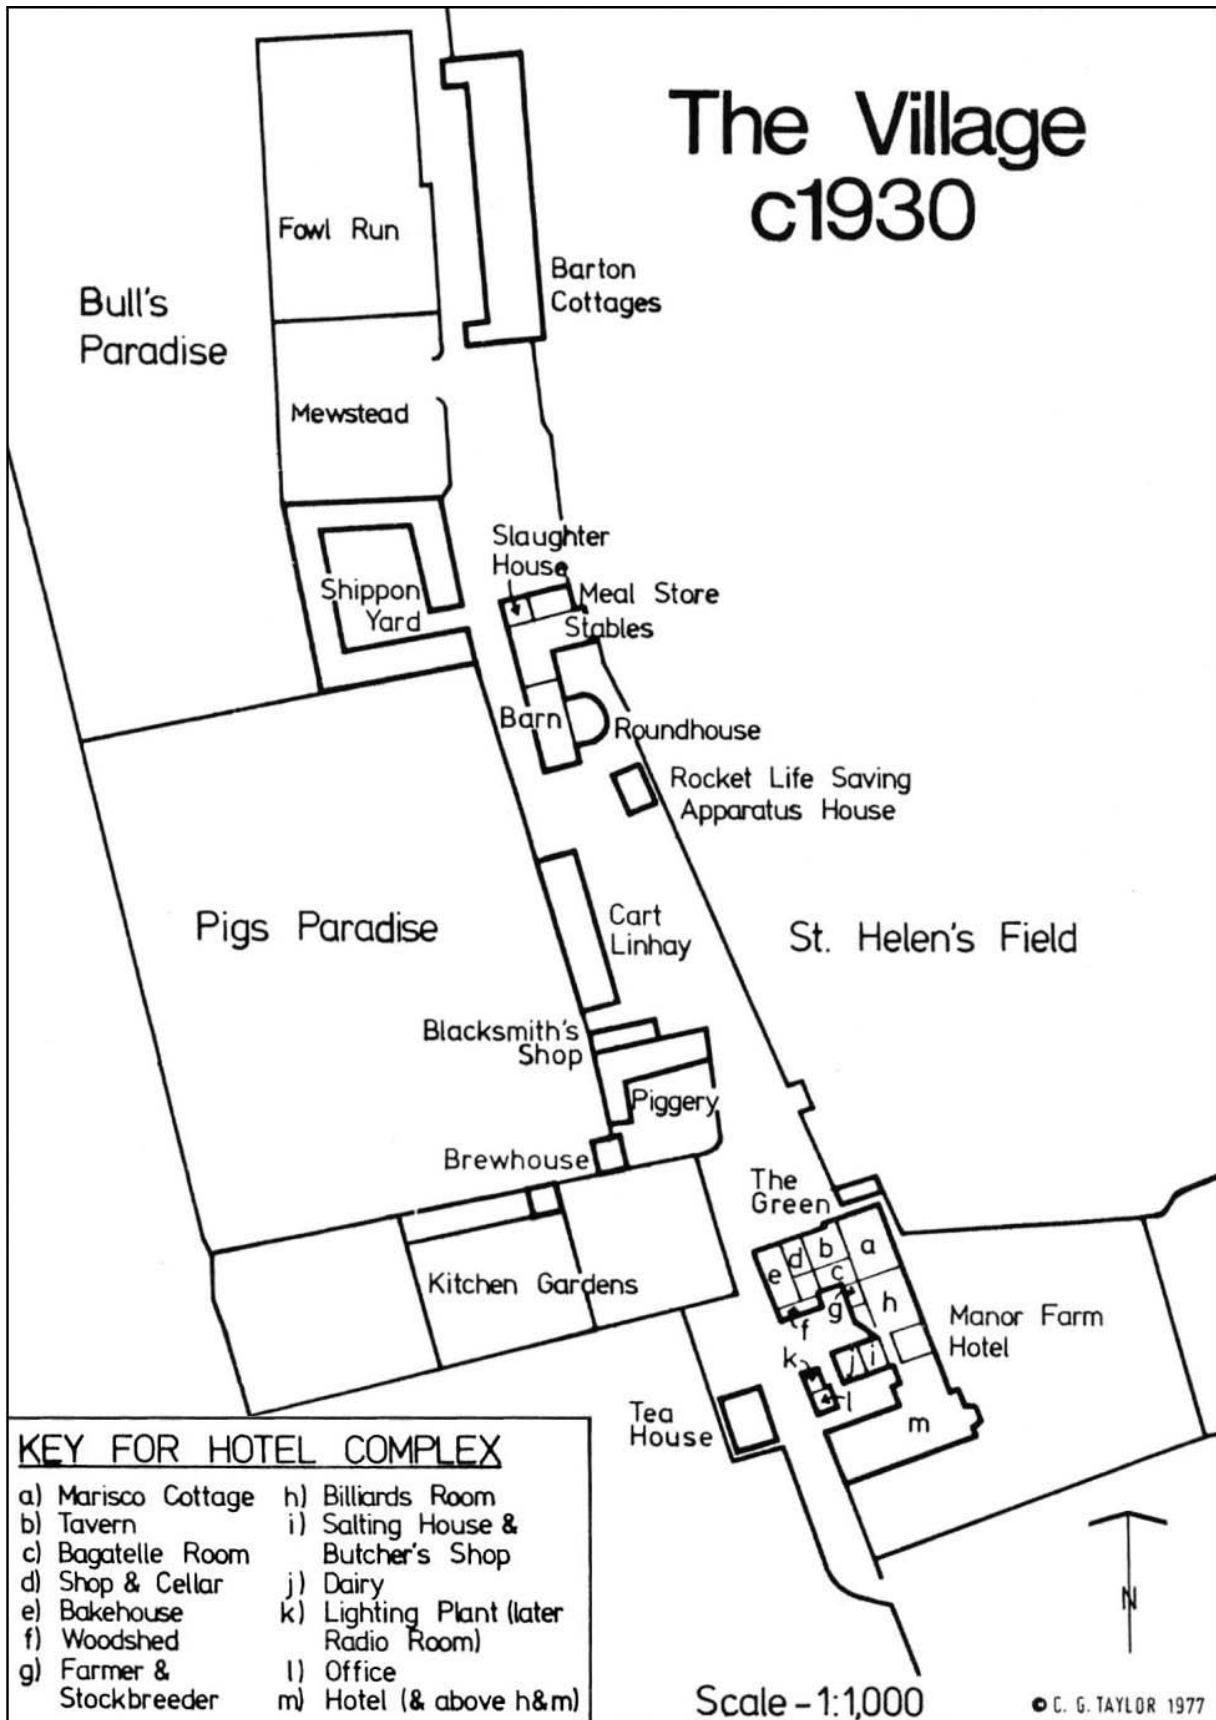 The Village
c1930
Fowl Run
Barton
Cottages
Bull's
Paradise
Mewstead
Slaughter
House
Meal Store
Shippon
Yard
Stables
Barn
Roundhouse
Rocket Life Saving
Apparatus House
Pigs Paradise
Cart
Linhay
St. Helen's Field
Blacksmith's
Shop
Piggery
Brewhouse
The
Green
a
b
c
d
e
f
g
h
i
j
k
l
m
Kitchen Gardens
Manor Farm
Hotel
Tea
House
KEY FOR HOTEL COMPLEX
a) Marisco Cottage
b) Tavern
c) Bagatelle Room
d) Shop & Cellar
e) Bakehouse
f) Woodshed
g) Farmer &
Stockbreeder
h) Billiards Room
i) Salting House &
Butcher's Shop
j) Dairy
k) Lighting Plant (later
Radio Room)
l) Office
m) Hotel (& above h&m)
N
Scale - 1:1,000
© C. G. TAYLOR 1977